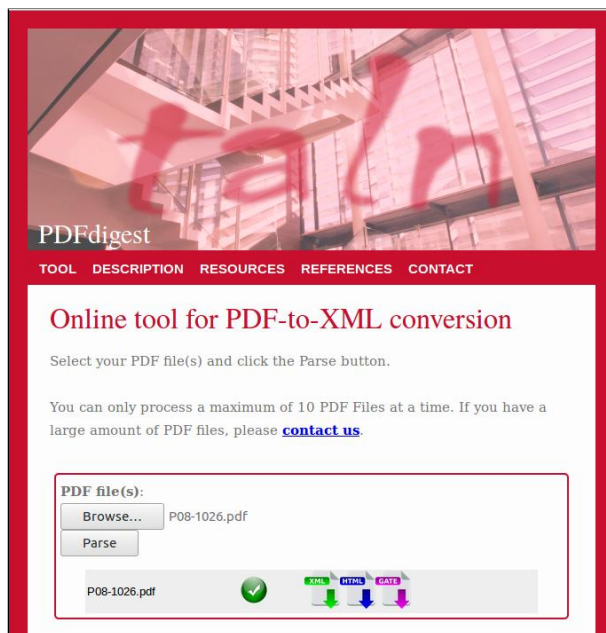 taln
PDFdigest
TOOL DESCRIPTION RESOURCES REFERENCES CONTACT
Online tool for PDF-to-XML conversion
Select your PDF file(s) and click the Parse button.
You can only process a maximum of 10 PDF Files at a time. If you have a
large amount of PDF files, please contact us.
PDF file(s):
Browse... P08-1026.pdf
Parse
P08-1026.pdf XML HTML GATE